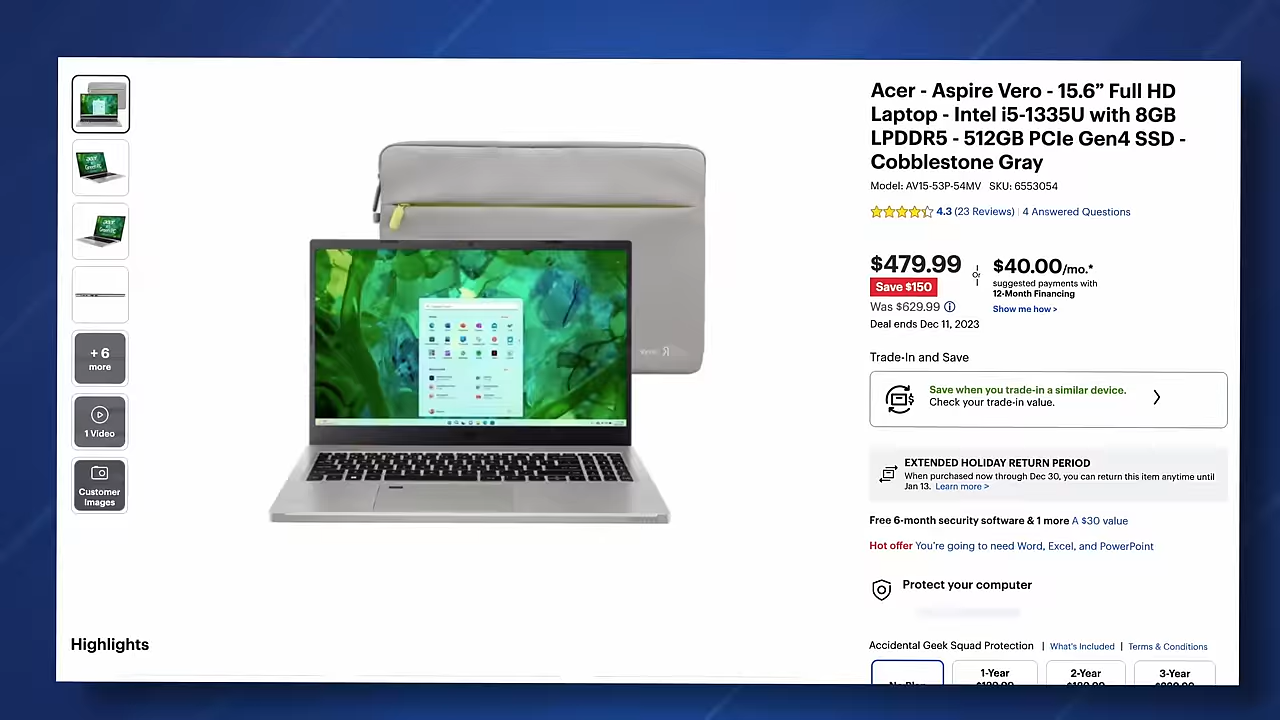 Acer - Aspire Vero - 15.6” Full HD
Laptop - Intel i5-1335U with 8GB
LPDDR5 - 512GB PCIe Gen4 SSD -
Cobblestone Gray
Model: AV15-53P-54MV SKU: 6553054
4.3 (23 Reviews) | 4 Answered Questions
$479.99
Save $150
Was $629.99
Deal ends Dec 11, 2023
or
$40.00/mo.*
suggested payments with
12-Month Financing
Show me how >
Trade-In and Save
Save when you trade-in a similar device.
Check your trade-in value.
EXTENDED HOLIDAY RETURN PERIOD
When purchased now through Dec 30, you can return this item anytime until
Jan 13. Learn more >
Free 6-month security software & 1 more A $30 value
Hot offer You're going to need Word, Excel, and PowerPoint
Protect your computer
Accidental Geek Squad Protection | What's Included | Terms & Conditions
1-Year
2-Year
3-Year
+ 6
more
1 Video
Customer
Images
Highlights